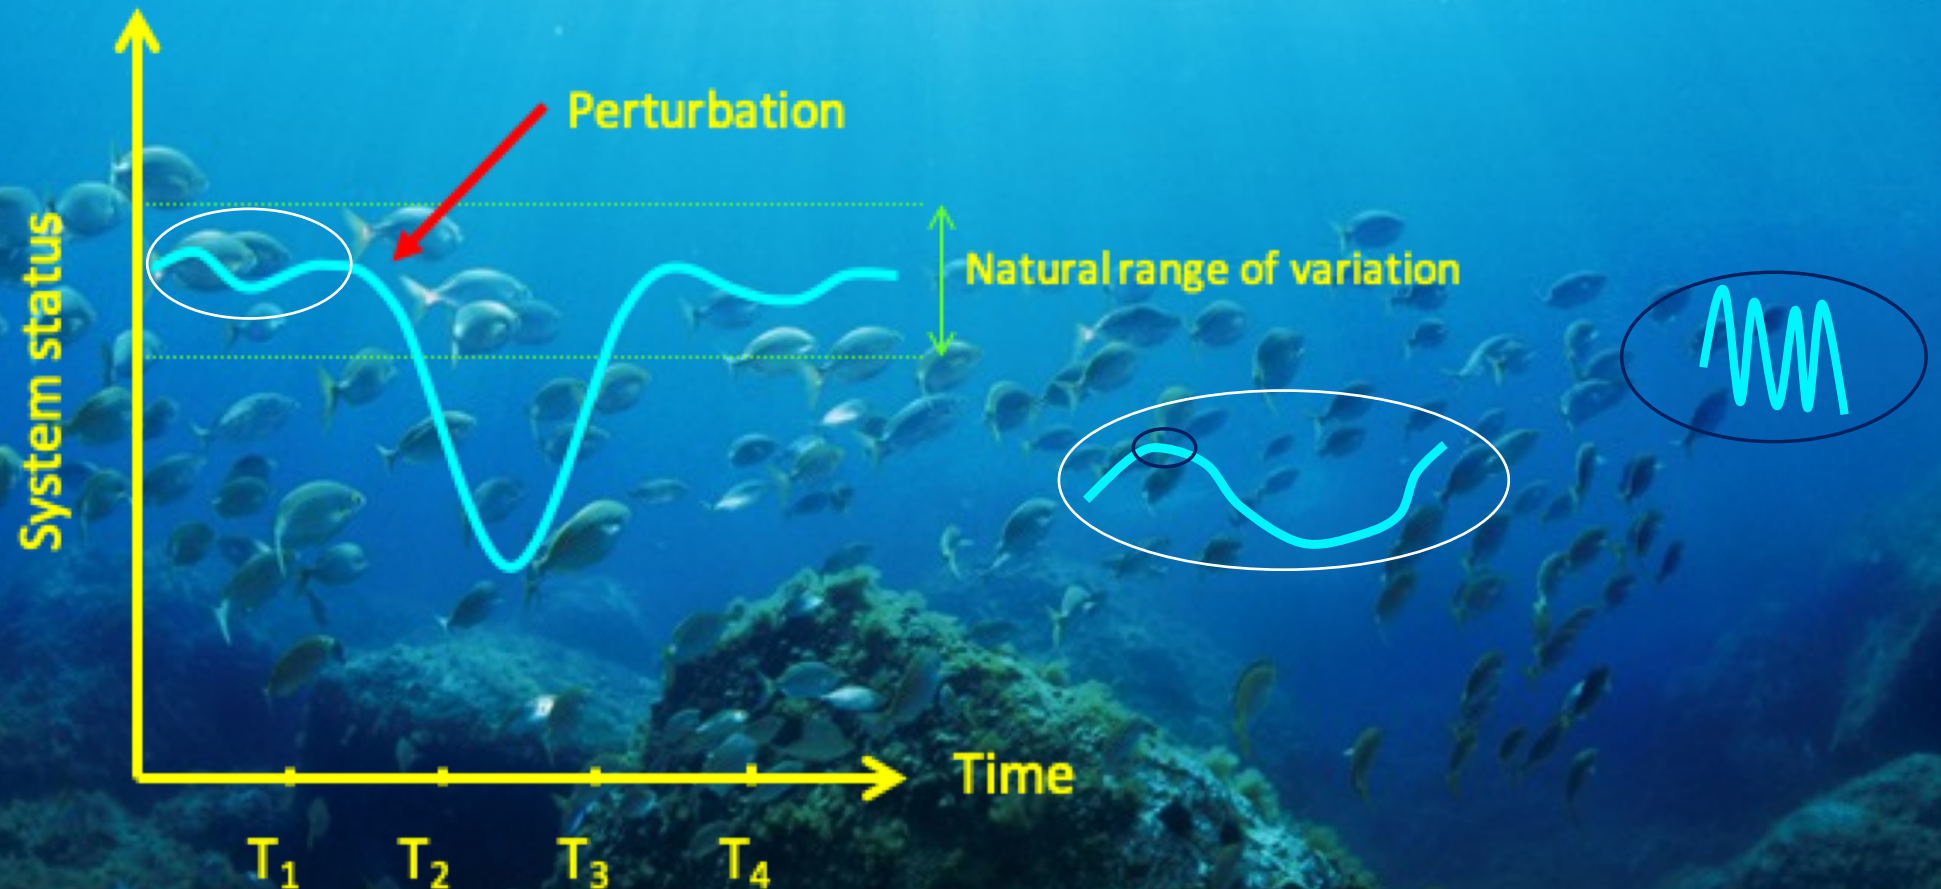 Perturbation
System status
Natural range of variation
Time
T1 T2 T3 T4